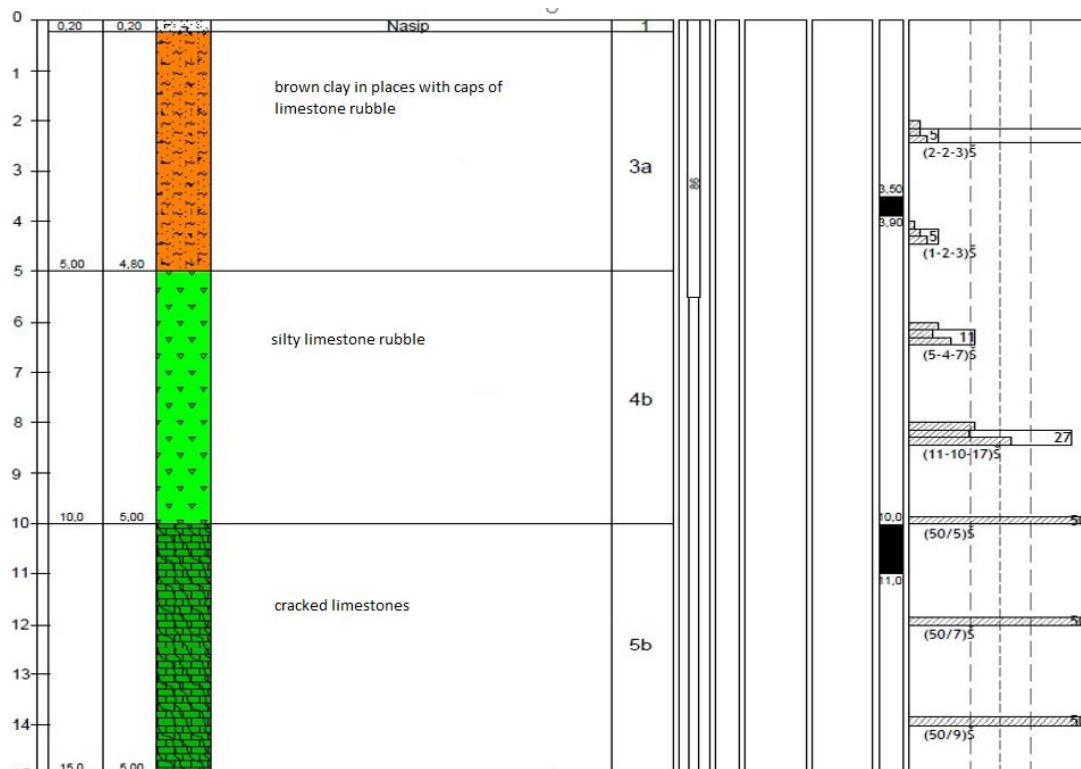 0
0,20 0,20 Nasip 1
brown clay in places with caps of
limestone rubble
1
2
5
(2-2-3)Š
3
3a
86
3,50
4
3,90
5
(1-2-3)Š
5,00 4,80
5
6
11
(5-4-7)Š
silty limestone rubble
7
4b
8
27
(11-10-17)Š
9
10,0 5,00
10
10,0
(50/5)Š
11
11,0
cracked limestones
12
(50/7)Š
5b
13
14
(50/9)Š
15,0 5,00